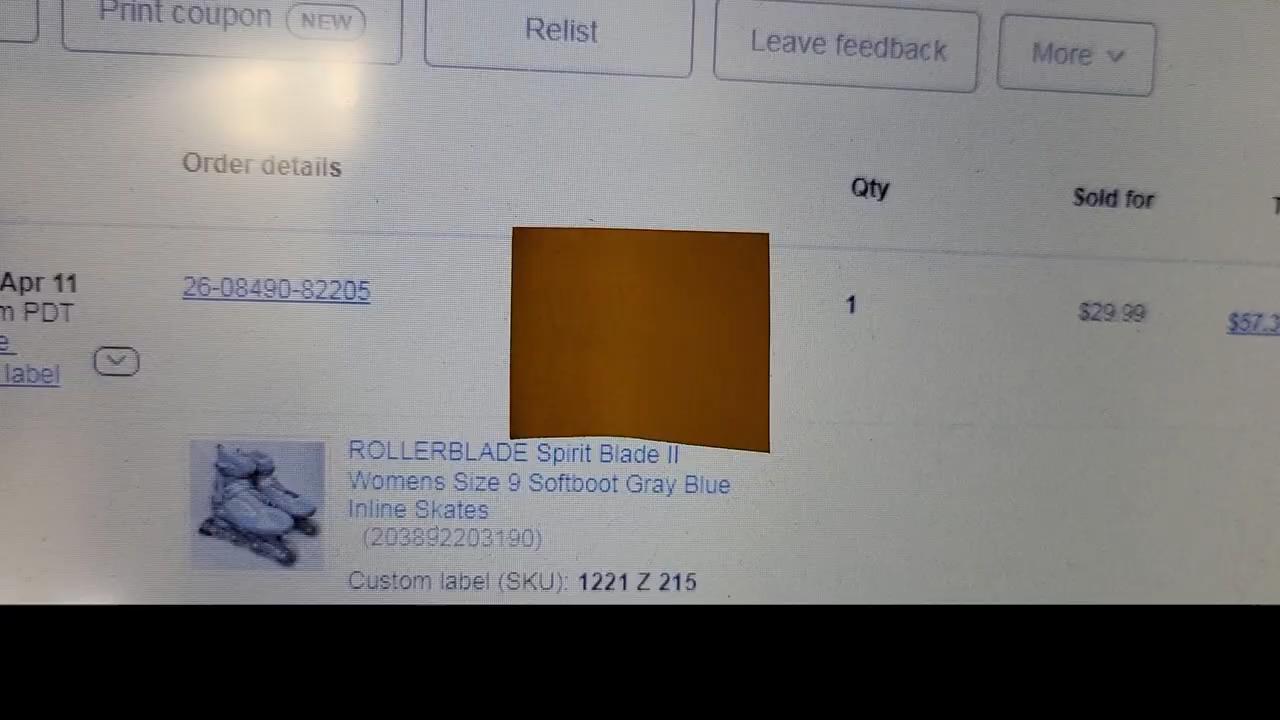 Print coupon NEW
Relist
Leave feedback
More
Order details
Qty
Sold for
Apr 11
PDT
26-08490-82205
1
$29.99
label
ROLLERBLADE Spirit Blade II
Womens Size 9 Softboot Gray Blue
Inline Skates
(203892203190)
Custom label (SKU): 1221 Z 215